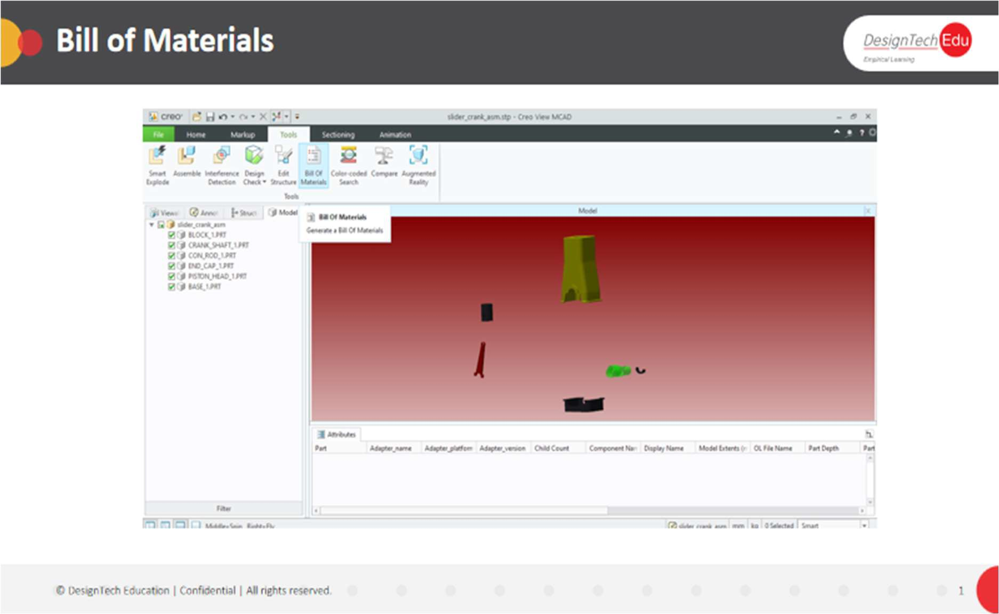 Bill of Materials
DesignTech Edu
Empirical Learning
creo
slider_crank_asm.stp - Creo View MCAD
File Home Markup Tools Sectioning Animation
Smart Explode
Assemble
Interference Detection
Design Check
Edit Structure
Bill Of Materials
Color-coded Search
Compare
Augmented Reality
Tools
Annot Struct Model
Model
slider_crank_asm
BLOCK_1.PRT
CRANK_SHAFT_1.PRT
CON_ROD_1.PRT
END_CAP_1.PRT
PISTON_HEAD_1.PRT
BASE_1.PRT
Bill Of Materials
Generate a Bill Of Materials
Attributes
Part Adapter_name Adapter_platform Adapter_version Child Count Component Nar Display Name Model Extents (r OL File Name Part Depth Part
Filter
Middle=Spin Right=Fly
slider_crank_asm mm kg 0 Selected Smart
© DesignTech Education | Confidential | All rights reserved.
1